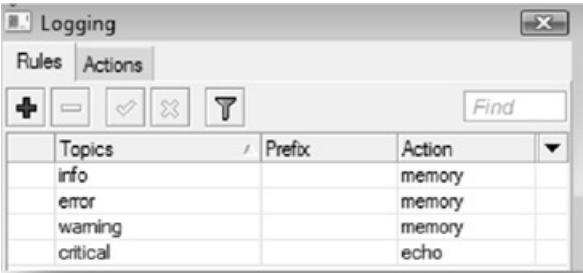 Logging
Rules Actions
Find
Topics Prefix Action
info memory
error memory
warning memory
critical echo